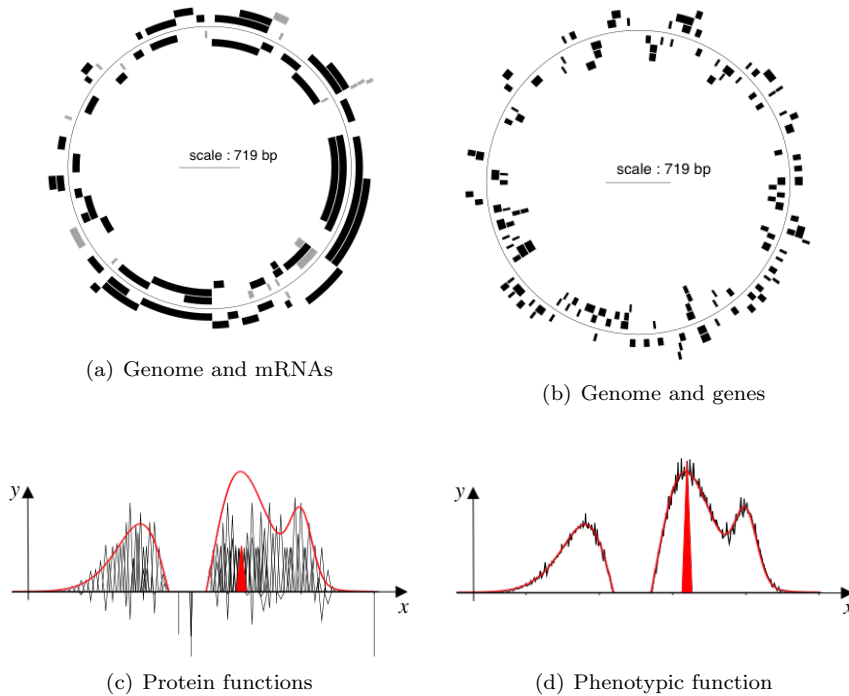 scale : 719 bp
scale : 719 bp
(a) Genome and mRNAs
(b) Genome and genes
y
x
y
x
(c) Protein functions
(d) Phenotypic function